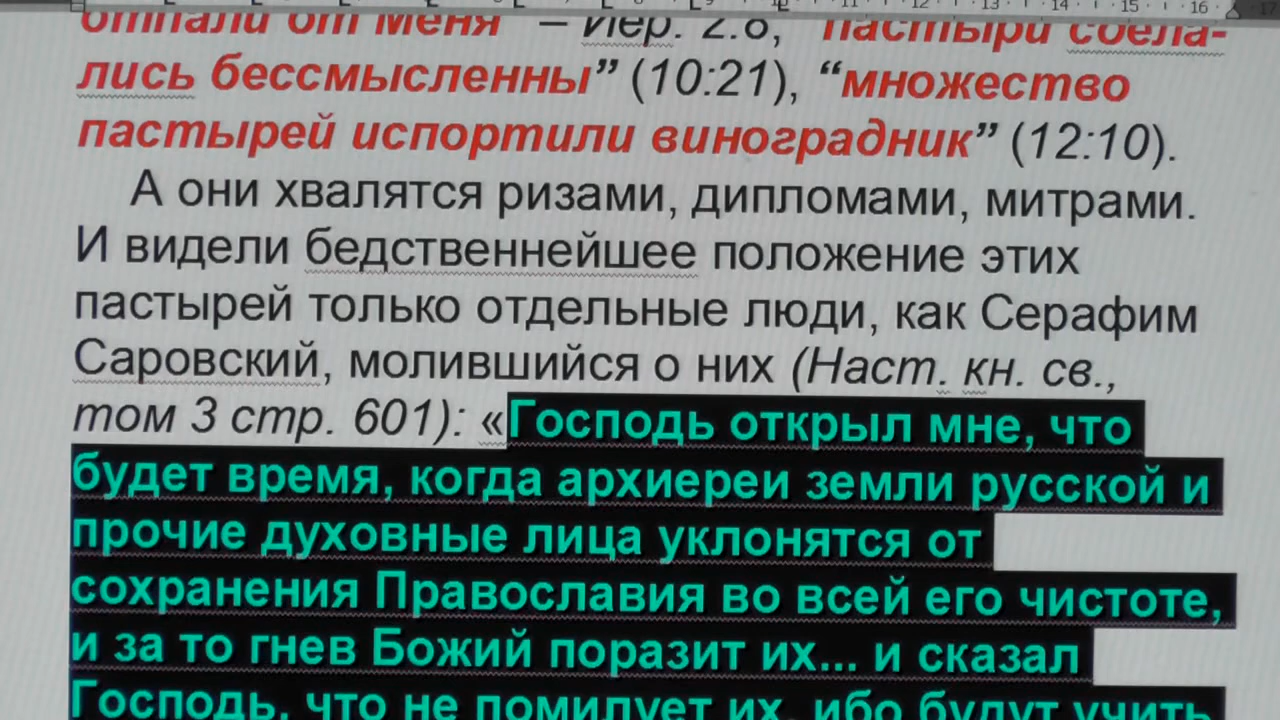 отпали от Меня" – Иер. 2:8, "пастыри сдела-
лись бессмысленны" (10:21), "множество
пастырей испортили виноградник" (12:10).
А они хвалятся ризами, дипломами, митрами.
И видели бедственнейшее положение этих
пастырей только отдельные люди, как Серафим
Саровский, молившийся о них (Наст. кн. св.,
том 3 стр. 601): «Господь открыл мне, что
будет время, когда архиереи земли русской и
прочие духовные лица уклонятся от
сохранения Православия во всей его чистоте,
и за то гнев Божий поразит их... и сказал
Господь, что не помилует их, ибо будут учить